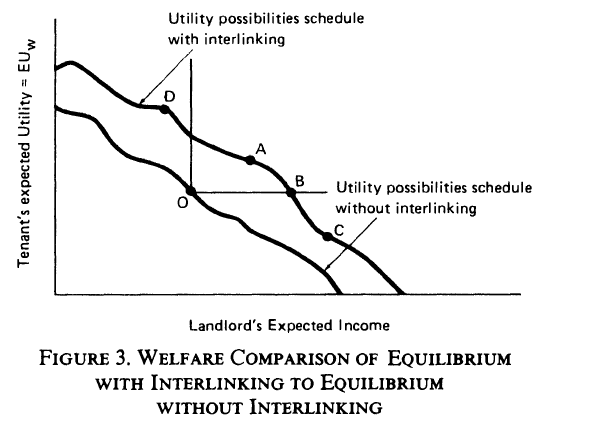 Utility possibilities schedule
with interlinking
Tenant's expected Utility = EUw
D
A
B
O
Utility possibilities schedule
without interlinking
C
Landlord's Expected Income
FIGURE 3. WELFARE COMPARISON OF EQUILIBRIUM
WITH INTERLINKING TO EQUILIBRIUM
WITHOUT INTERLINKING